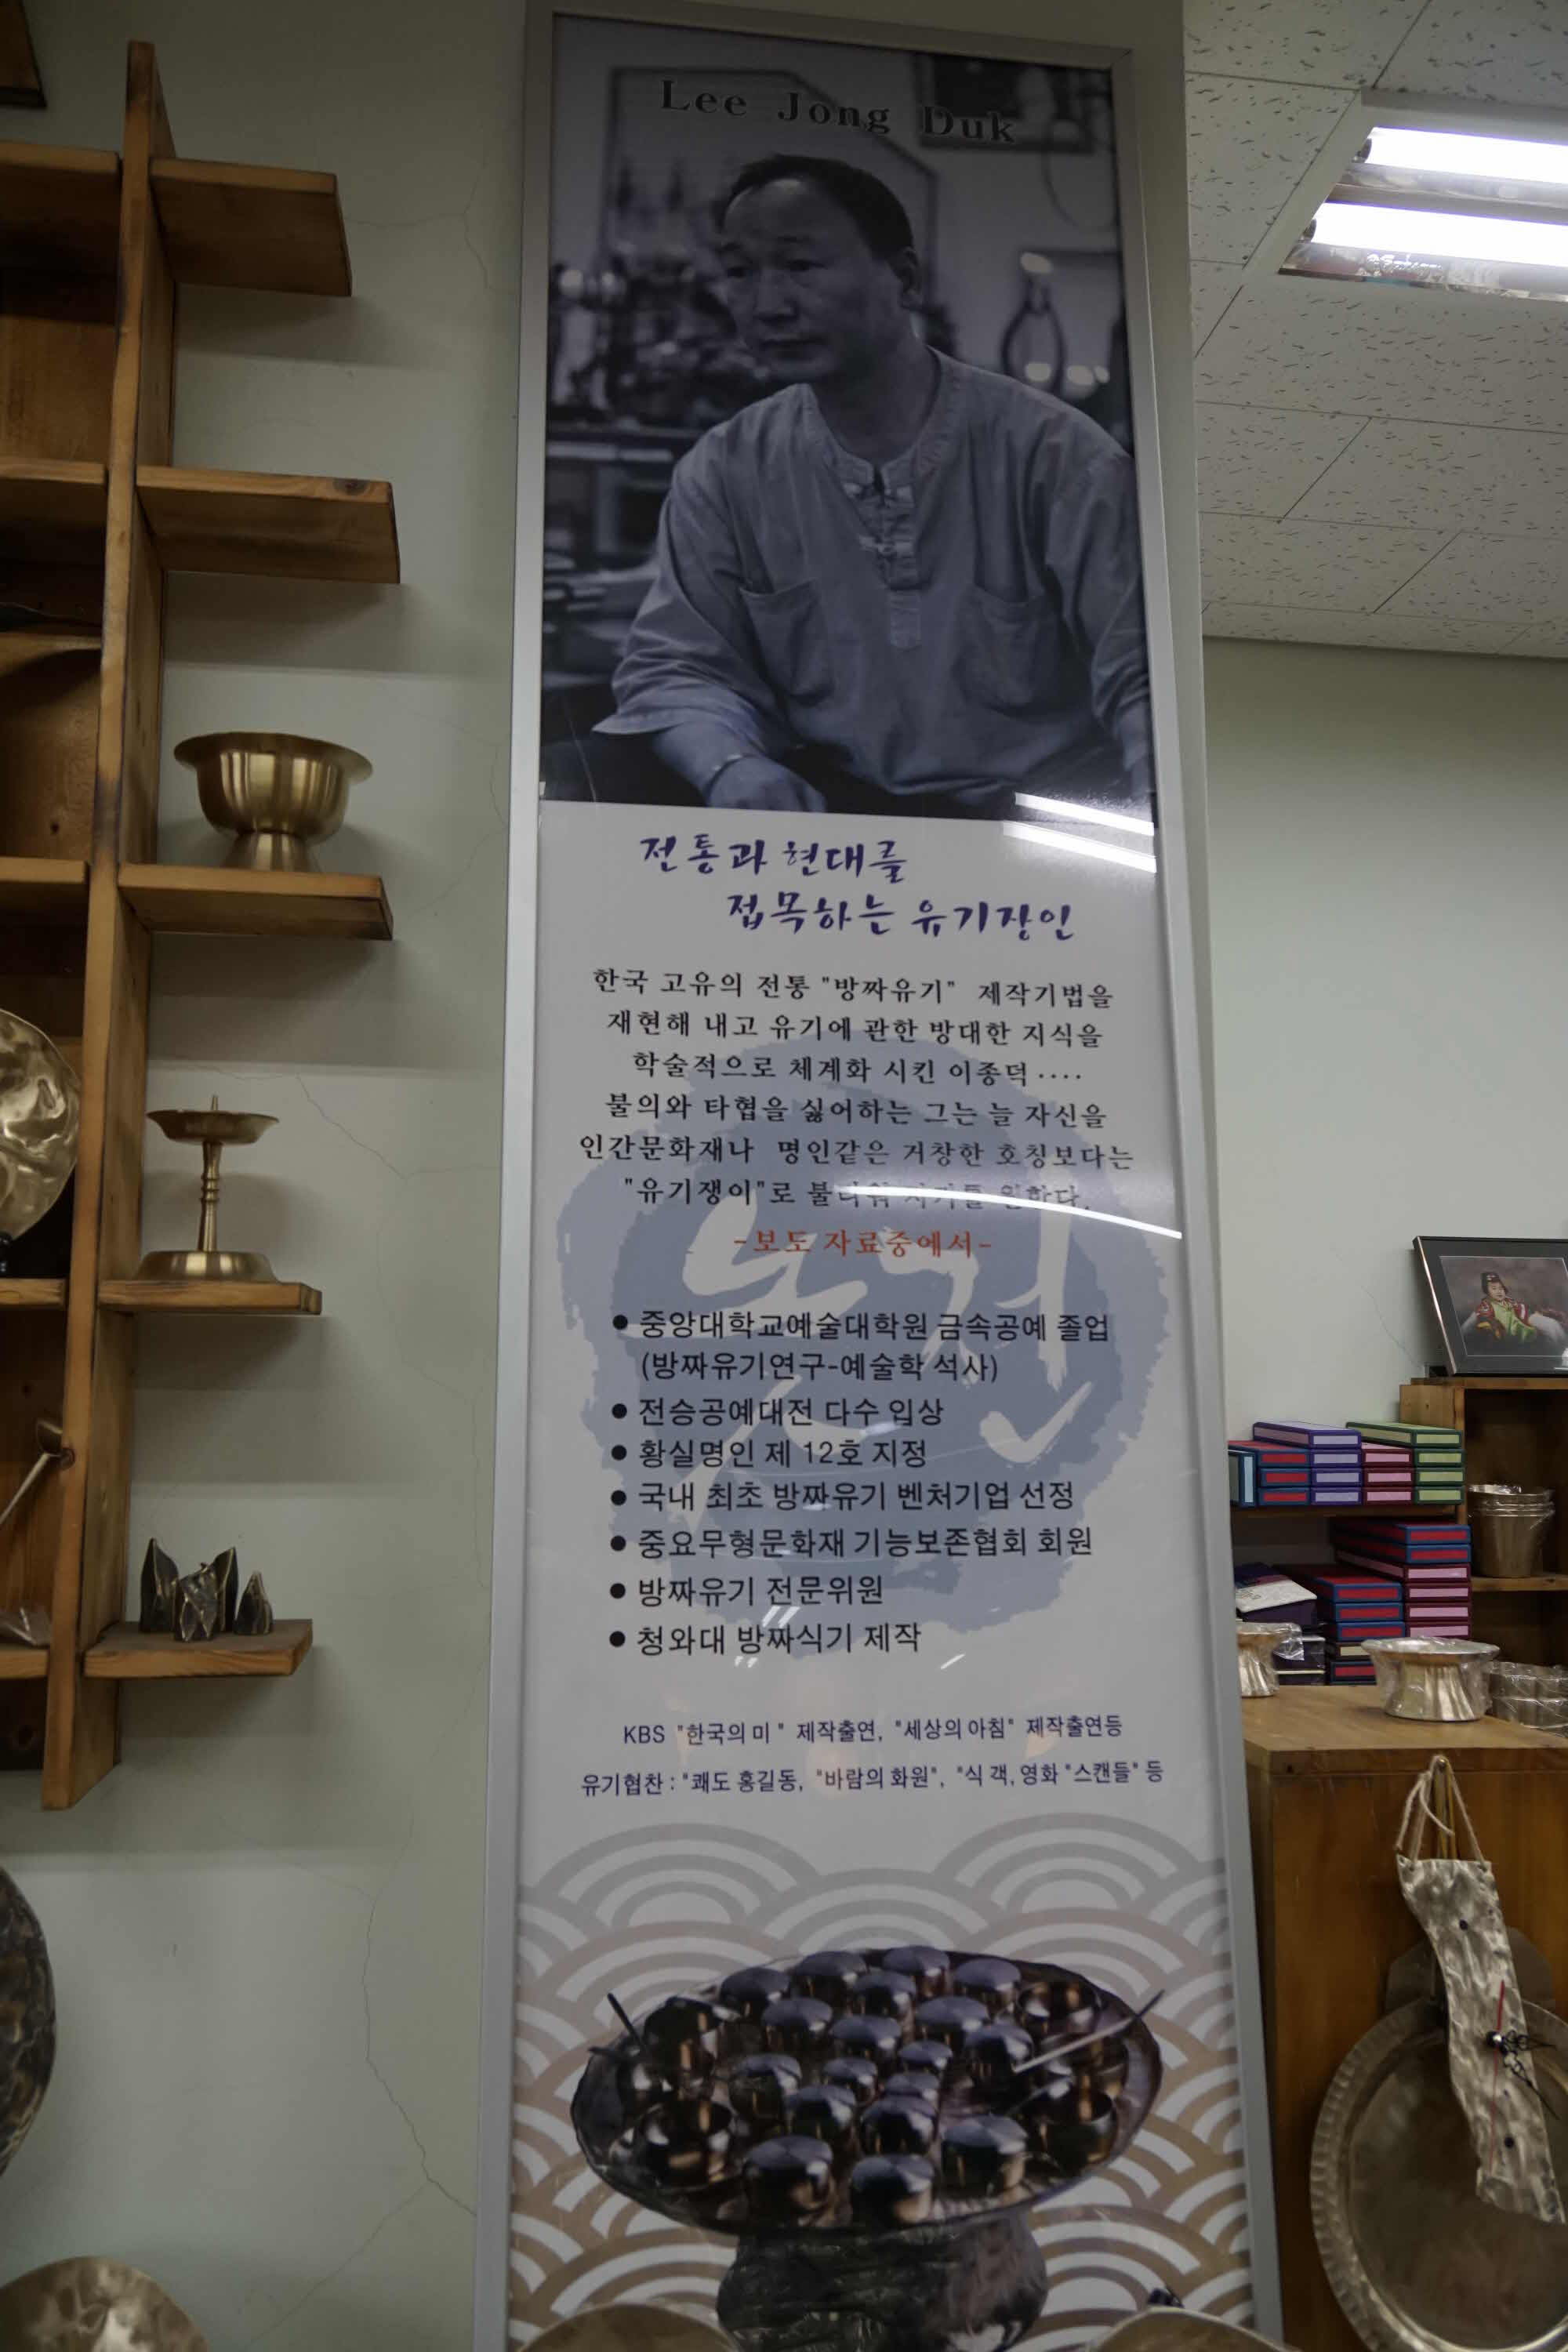 Lee Jong Duk
전통과 현대를
접목하는 유기장인
한국 고유의 전통 "방짜유기" 제작기법을
재현해 내고 유기에 관한 방대한 지식을
학술적으로 체계화 시킨 이종덕····
불의와 타협을 싫어하는 그는 늘 자신을
인간문화재나 명인같은 거창한 호칭보다는
"유기쟁이"로 불리워 지기를 원한다.
-보도 자료중에서-
● 중앙대학교예술대학원 금속공예 졸업
(방짜유기연구-예술학 석사)
● 전승공예대전 다수 입상
● 황실명인 제 12호 지정
● 국내 최초 방짜유기 벤처기업 선정
● 중요무형문화재 기능보존협회 회원
● 방짜유기 전문위원
● 청와대 방짜식기 제작
KBS "한국의 미" 제작출연, "세상의 아침" 제작출연등
유기협찬 : "쾌도 홍길동, "바람의 화원", "식 객, 영화 "스캔들" 등